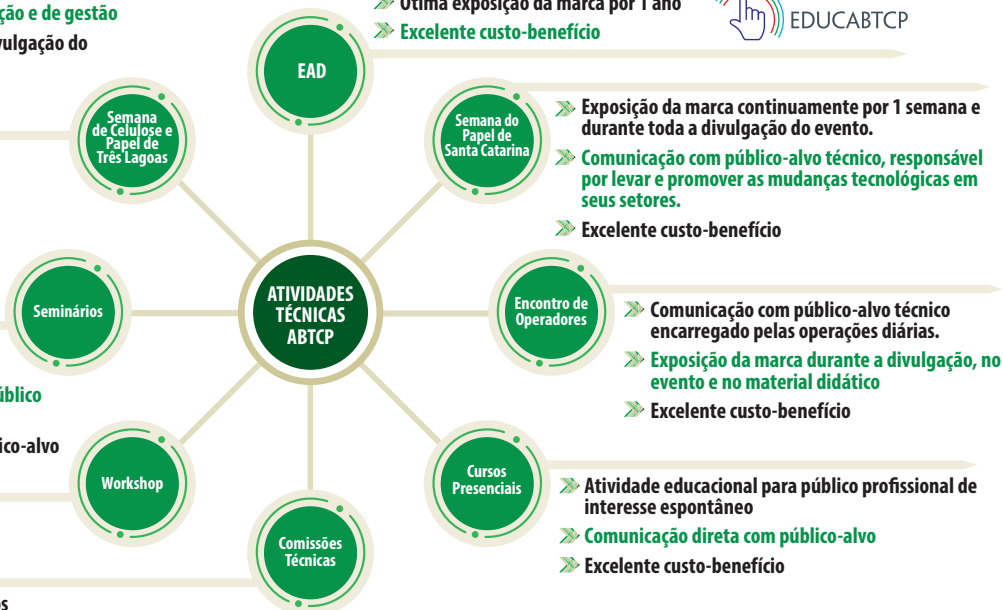 ção e de gestão
vulgação do
Ótima exposição da marca por 1 ano
Excelente custo-benefício
EDUCABTCP
EAD
Semana
de Celulose e
Papel de
Três Lagoas
Semana do
Papel de
Santa Catarina
Exposição da marca continuamente por 1 semana e
durante toda a divulgação do evento.
Comunicação com público-alvo técnico, responsável
por levar e promover as mudanças tecnológicas em
seus setores.
Excelente custo-benefício
Seminários
ATIVIDADES
TÉCNICAS
ABTCP
Encontro de
Operadores
Comunicação com público-alvo técnico
encarregado pelas operações diárias.
Exposição da marca durante a divulgação, no
evento e no material didático
Excelente custo-benefício
úblico
ico-alvo
Workshop
Cursos
Presenciais
Atividade educacional para público profissional de
interesse espontâneo
Comunicação direta com público-alvo
Excelente custo-benefício
Comissões
Técnicas
os